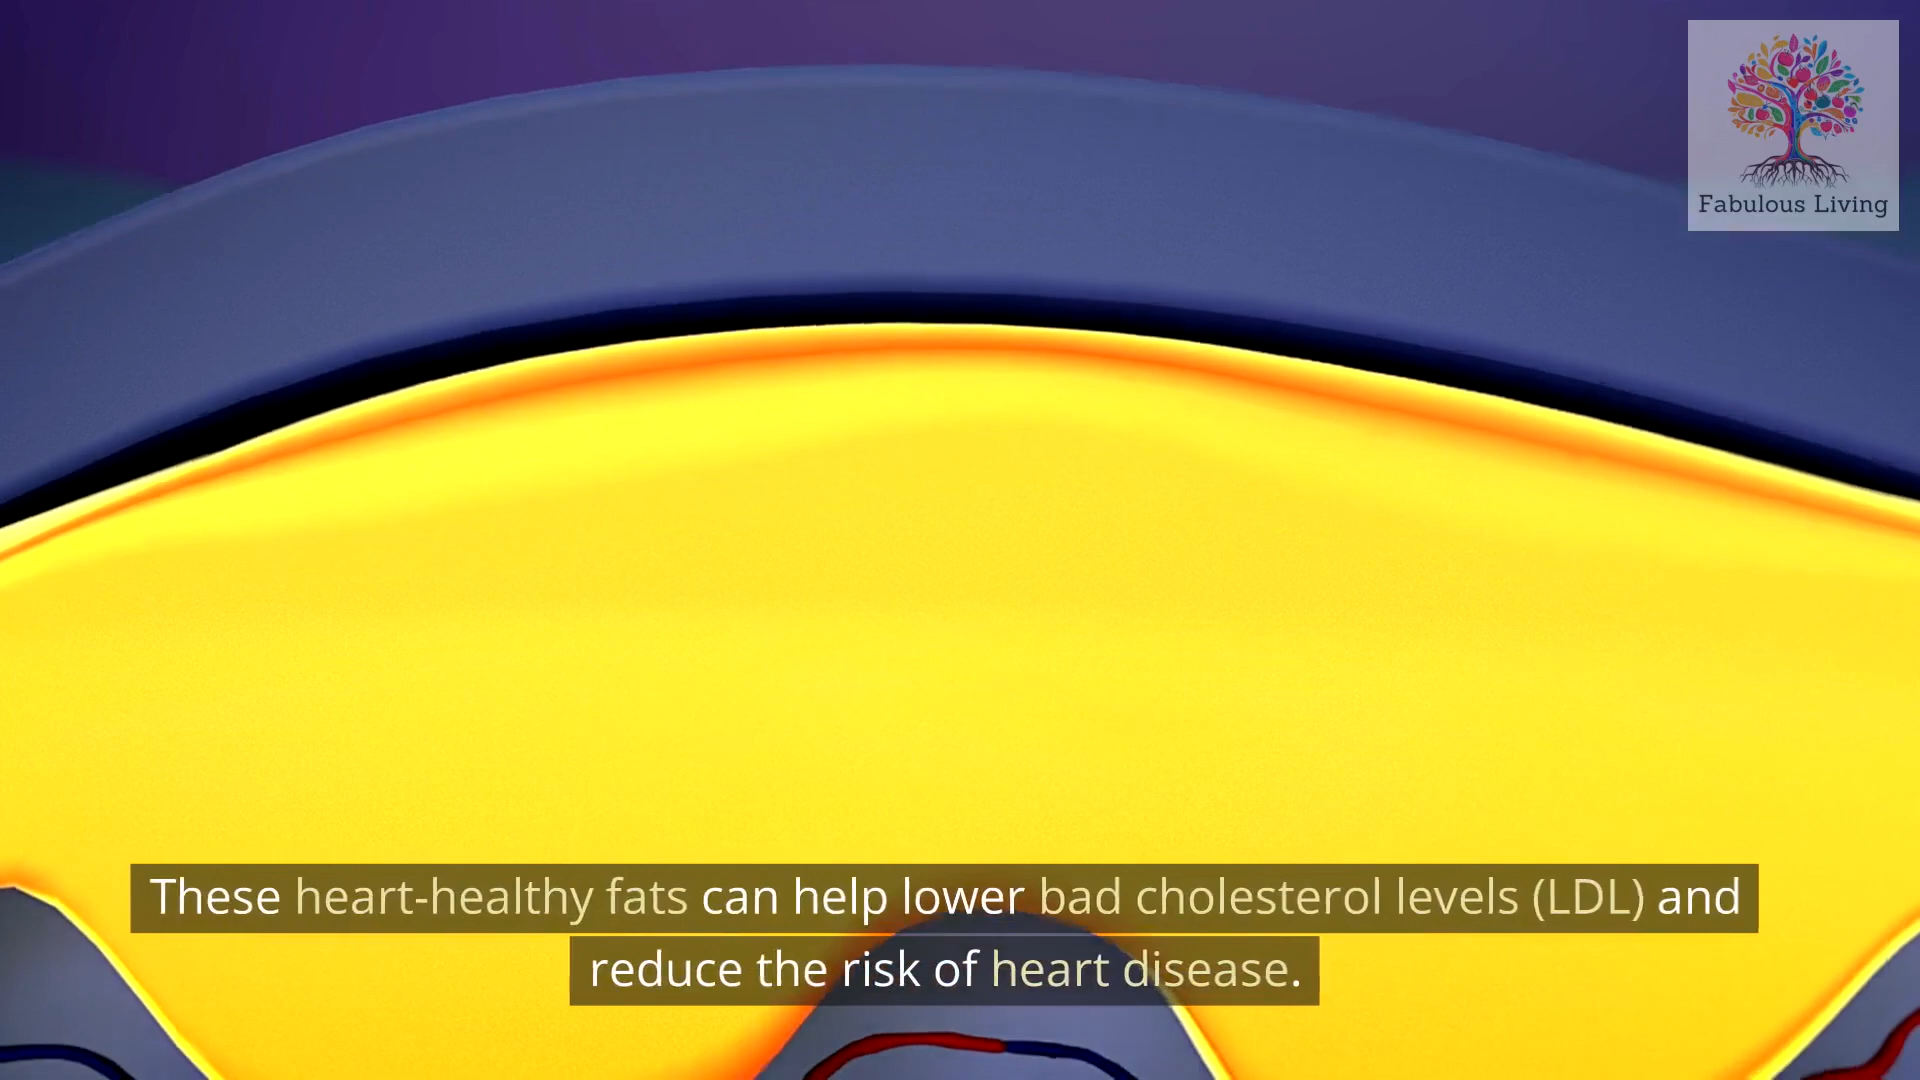 Fabulous Living
These heart-healthy fats can help lower bad cholesterol levels (LDL) and
reduce the risk of heart disease.